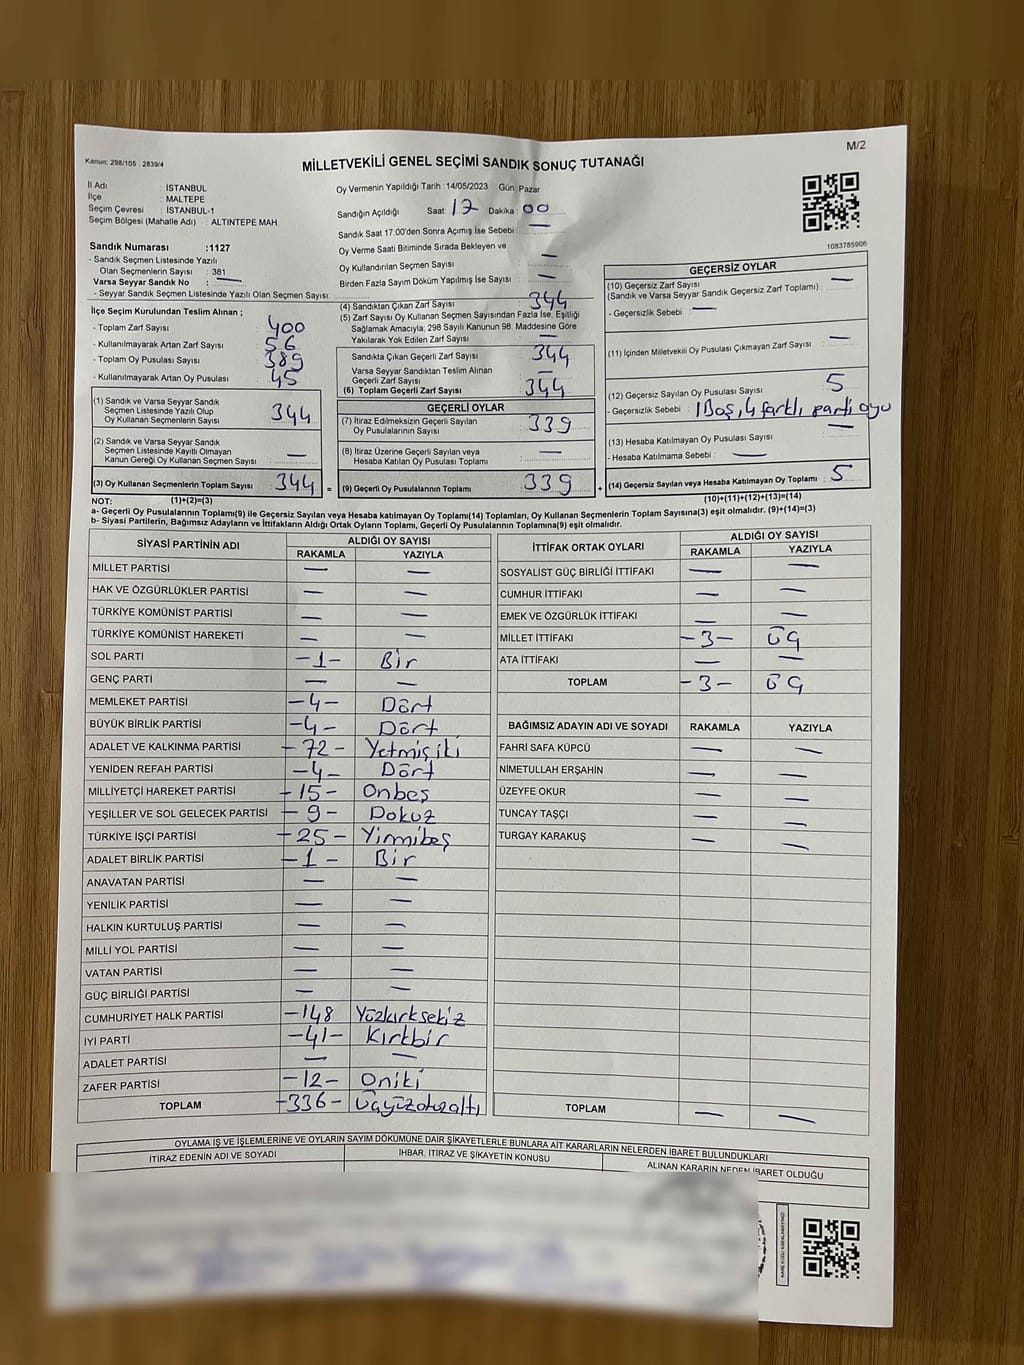 M/2
Kanun: 298/105 : 2839/4
MİLLETVEKİLİ GENEL SEÇİMİ SANDIK SONUÇ TUTANAĞI
İl Adı : İSTANBUL
İlçe : MALTEPE
Seçim Çevresi : İSTANBUL-1
Seçim Bölgesi (Mahalle Adı) : ALTINTEPE MAH.
Sandık Numarası :1127
- Sandık Seçmen Listesinde Yazılı
Olan Seçmenlerin Sayısı : 381
Varsa Seyyar Sandık No : —
- Seyyar Sandık Seçmen Listesinde Yazılı Olan Seçmen Sayısı:
İlçe Seçim Kurulundan Teslim Alınan ;
- Toplam Zarf Sayısı : 400
- Kullanılmayarak Artan Zarf Sayısı : 56
- Toplam Oy Pusulası Sayısı : 389
- Kullanılmayarak Artan Oy Pusulası : 45
(1) Sandık ve Varsa Seyyar Sandık
Seçmen Listesinde Yazılı Olup
Oy Kullanan Seçmenlerin Sayısı : 344
(2) Sandık ve Varsa Seyyar Sandık
Seçmen Listesinde Kayıtlı Olmayan
Kanun Gereği Oy Kullanan Seçmen Sayısı : —
(3) Oy Kullanan Seçmenlerin Toplam Sayısı : 344 =
Oy Vermenin Yapıldığı Tarih : 14/05/2023 Gün : Pazar
Sandığın Açıldığı Saat: 17 Dakika : 00
Sandık Saat 17:00'den Sonra Açımış İse Sebebi : —
Oy Verme Saati Bitiminde Sırada Bekleyen ve
Oy Kullandırılan Seçmen Sayısı : —
Birden Fazla Sayım Döküm Yapılmış İse Sayısı : —
(4) Sandıktan Çıkan Zarf Sayısı : 344
(5) Zarf Sayısı Oy Kullanan Seçmen Sayısından Fazla İse, Eşitliği
Sağlamak Amacıyla; 298 Sayılı Kanunun 98. Maddesine Göre
Yakılarak Yok Edilen Zarf Sayısı : —
Sandıkta Çıkan Geçerli Zarf Sayısı : 344
Varsa Seyyar Sandıktan Teslim Alınan
Geçerli Zarf Sayısı : —
(6) Toplam Geçerli Zarf Sayısı : 344
GEÇERLİ OYLAR
(7) İtiraz Edilmeksizin Geçerli Sayılan
Oy Pusulalarının Sayısı : 339
(8) İtiraz Üzerine Geçerli Sayılan veya
Hesaba Katılan Oy Pusulası Toplamı : —
(9) Geçerli Oy Pusulalarının Toplamı : 339 +
1083785906
GEÇERSİZ OYLAR
(10) Geçersiz Zarf Sayısı
(Sandık ve Varsa Seyyar Sandık Geçersiz Zarf Toplamı) : —
- Geçersizlik Sebebi : —
(11) İçinden Milletvekili Oy Pusulası Çıkmayan Zarf Sayısı : —
(12) Geçersiz Sayılan Oy Pusulası Sayısı : 5
- Geçersizlik Sebebi : 1 Boş, 4 farklı parti oyu
(13) Hesaba Katılmayan Oy Pusulası Sayısı : —
- Hesaba Katılmama Sebebi : —
(14) Geçersiz Sayılan veya Hesaba Katılmayan Oy Toplamı : 5
NOT: (1)+(2)=(3)
(10)+(11)+(12)+(13)=(14)
a- Geçerli Oy Pusulalarının Toplamı(9) ile Geçersiz Sayılan veya Hesaba katılmayan Oy Toplamı(14) Toplamları, Oy Kullanan Seçmenlerin Toplam Sayısına(3) eşit olmalıdır. (9)+(14)=(3)
b- Siyasi Partilerin, Bağımsız Adayların ve İttifakların Aldığı Ortak Oyların Toplamı, Geçerli Oy Pusulalarının Toplamına(9) eşit olmalıdır.
SİYASİ PARTİNİN ADI ALDIĞI OY SAYISI
RAKAMLA YAZIYLA
MİLLET PARTİSİ — —
HAK VE ÖZGÜRLÜKLER PARTİSİ — —
TÜRKİYE KOMÜNİST PARTİSİ — —
TÜRKİYE KOMÜNİST HAREKETİ — —
SOL PARTİ -1- Bir
GENÇ PARTİ — —
MEMLEKET PARTİSİ -4- Dört
BÜYÜK BİRLİK PARTİSİ -4- Dört
ADALET VE KALKINMA PARTİSİ -72- Yetmişiki
YENİDEN REFAH PARTİSİ -4- Dört
MİLLİYETÇİ HAREKET PARTİSİ -15- Onbeş
YEŞİLLER VE SOL GELECEK PARTİSİ -9- Dokuz
TÜRKİYE İŞÇİ PARTİSİ -25- Yirmibeş
ADALET BİRLİK PARTİSİ -1- Bir
ANAVATAN PARTİSİ — —
YENİLİK PARTİSİ — —
HALKIN KURTULUŞ PARTİSİ — —
MİLLİ YOL PARTİSİ — —
VATAN PARTİSİ — —
GÜÇ BİRLİĞİ PARTİSİ — —
CUMHURİYET HALK PARTİSİ -148 Yüzkırksekiz
İYİ PARTİ -41- Kırkbir
ADALET PARTİSİ — —
ZAFER PARTİSİ -12- Oniki
TOPLAM -336- Üçyüzotuzaltı
İTTİFAK ORTAK OYLARI ALDIĞI OY SAYISI
RAKAMLA YAZIYLA
SOSYALİST GÜÇ BİRLİĞİ İTTİFAKI — —
CUMHUR İTTİFAKI — —
EMEK VE ÖZGÜRLÜK İTTİFAKI — —
MİLLET İTTİFAKI -3- Üç
ATA İTTİFAKI — —
TOPLAM -3- Üç
BAĞIMSIZ ADAYIN ADI VE SOYADI RAKAMLA YAZIYLA
FAHRİ SAFA KÜPCÜ — —
NİMETULLAH ERŞAHİN — —
ÜZEYFE OKUR — —
TUNCAY TAŞÇI — —
TURGAY KARAKUŞ — —
TOPLAM — —
OYLAMA İŞ VE İŞLEMLERİNE VE OYLARIN SAYIM DÖKÜMÜNE DAİR ŞİKAYETLERLE BUNLARA AİT KARARLARIN NELERDEN İBARET BULUNDUKLARI
İTİRAZ EDENİN ADI VE SOYADI İHBAR, İTİRAZ VE ŞİKAYETİN KONUSU ALINAN KARARIN NEDEN İBARET OLDUĞU